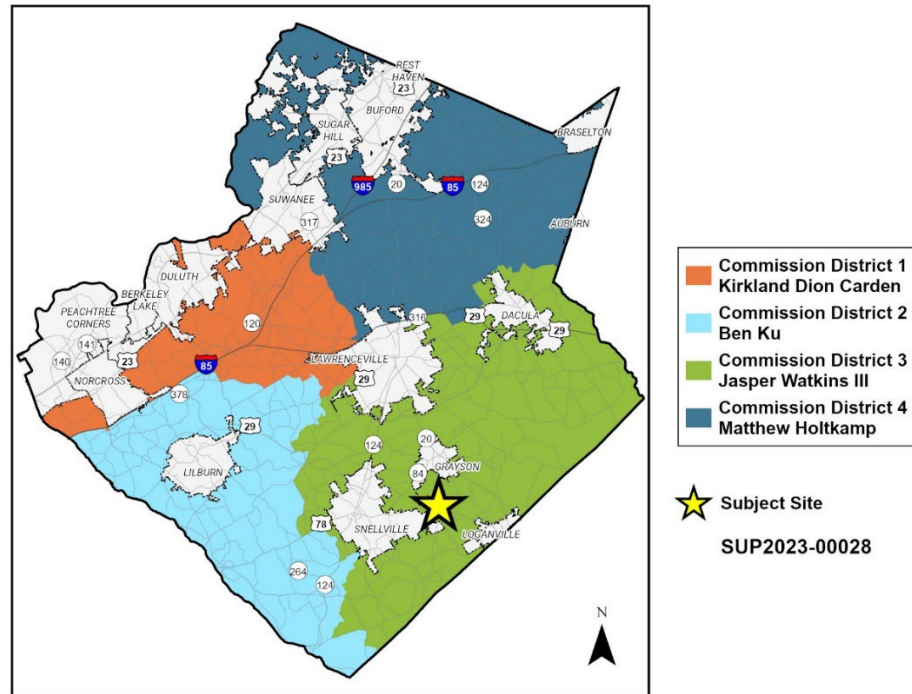 REST
HAVEN
23
BUFORD
SUGAR
HILL
23
BRASELTON
985
20
85
124
SUWANEE
317
324
AUBURN
DULUTH
BERKELEY
LAKE
PEACHTREE
CORNERS
120
316
29
DACULA
29
141
140
23
85
LAWRENCEVILLE
29
NORCROSS
378
29
LILBURN
124
20
GRAYSON
84
78
SNELLVILLE
LOGANVILLE
264
124
N
Commission District 1
Kirkland Dion Carden
Commission District 2
Ben Ku
Commission District 3
Jasper Watkins III
Commission District 4
Matthew Holtkamp
Subject Site
SUP2023-00028